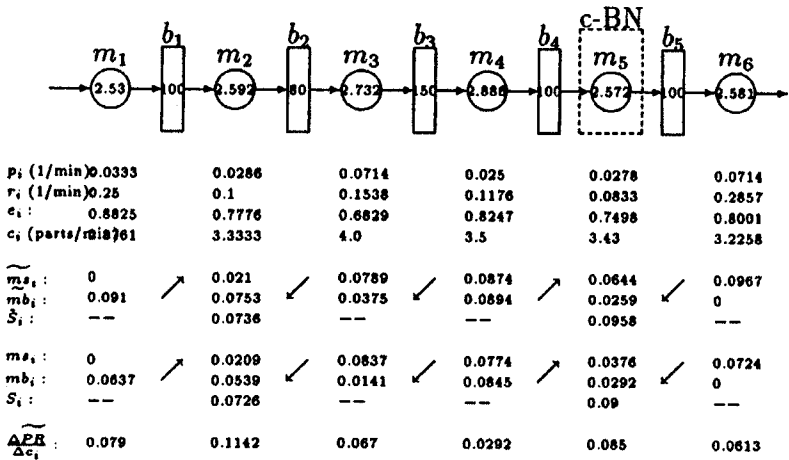 c-BN
m1 b1 m2 b2 m3 b3 m4 b4 m5 b5 m6
2.53 100 2.592 80 2.732 150 2.886 100 2.572 100 2.581
pi (1/min) 0.0333 0.0286 0.0714 0.025 0.0278 0.0714
ri (1/min) 0.25 0.1 0.1538 0.1176 0.0833 0.2857
ei : 0.8825 0.7776 0.6829 0.8247 0.7498 0.8001
ci (parts/min) 3.3333 4.0 3.5 3.43 3.2258
m̃si : 0 0.021 0.0789 0.0874 0.0644 0.0967
m̃bi : 0.091 0.0753 0.0375 0.0894 0.0259 0
S̃i : -- 0.0736 -- -- 0.0958 --
msi : 0 0.0209 0.0637 0.0774 0.0376 0.0724
mbi : 0.0637 0.0539 0.0141 0.0645 0.0292 0
Si : -- 0.0726 -- -- 0.09 --
ΔP̃R/Δci : 0.079 0.1142 0.067 0.0292 0.085 0.0613